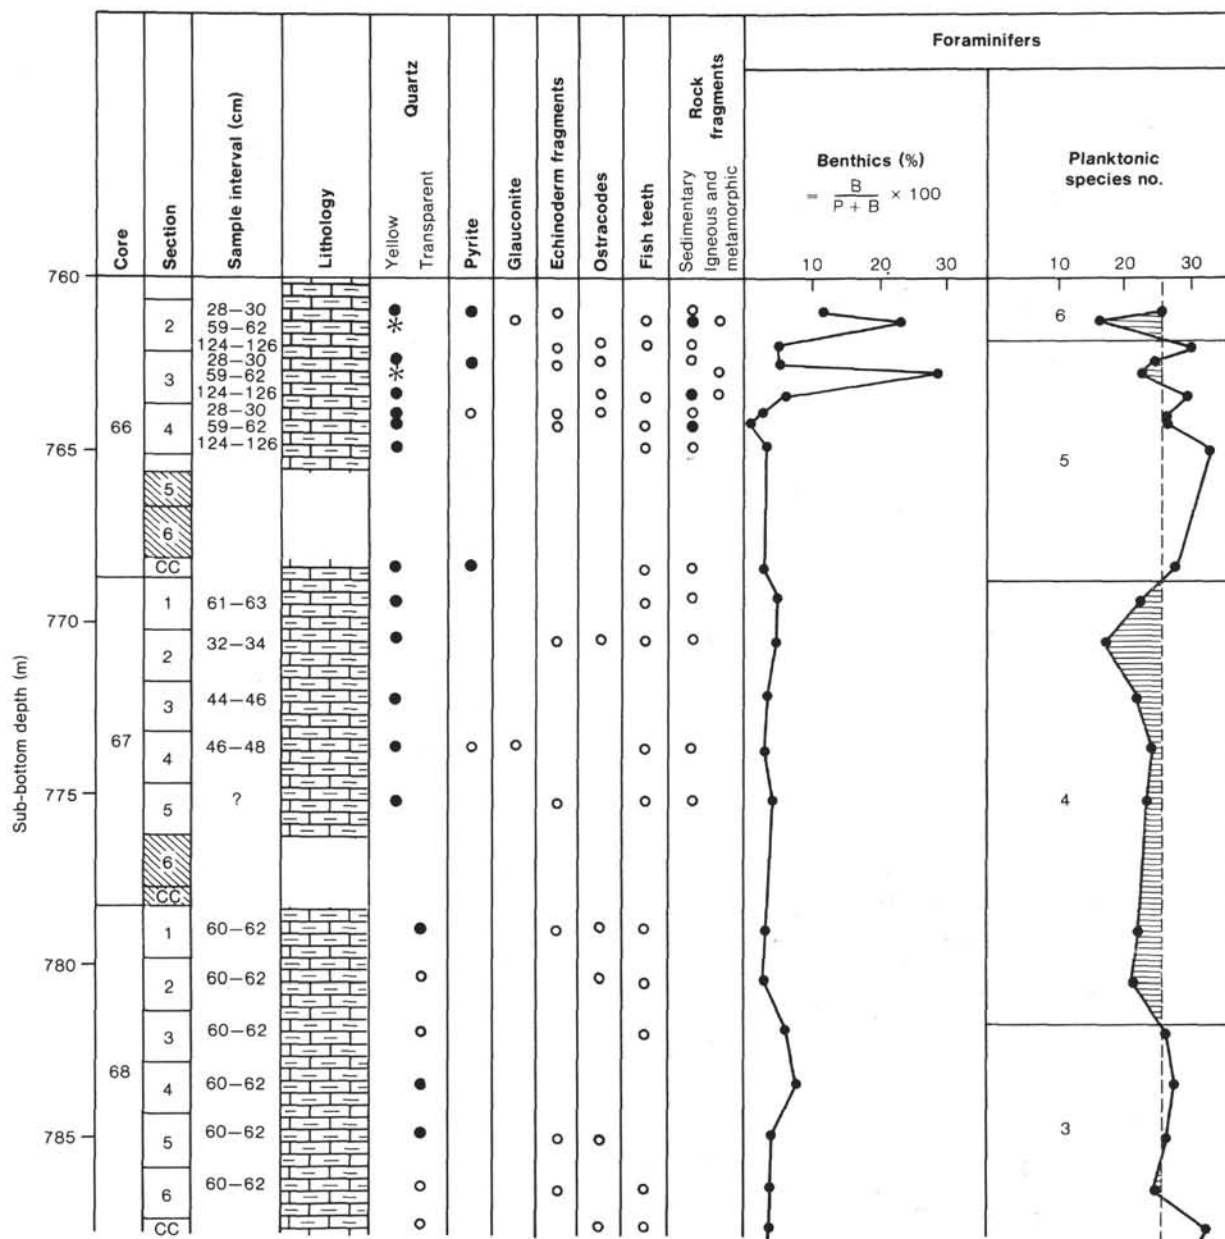 Foraminifers
Core
Section
Sample interval (cm)
Lithology
Quartz
Yellow
Transparent
Pyrite
Glauconite
Echinoderm fragments
Ostracodes
Fish teeth
Rock
fragments
Sedimentary
Igneous and
metamorphic
Benthics (%)
= B / P + B × 100
Planktonic
species no.
10 20 30
10 20 30
Sub-bottom depth (m)
760
765
770
775
780
785
66
67
68
2
3
4
5
6
CC
1
2
3
4
5
6
CC
1
2
3
4
5
6
CC
28–30
59–62
124–126
28–30
59–62
124–126
28–30
59–62
124–126
61–63
32–34
44–46
46–48
?
60–62
60–62
60–62
60–62
60–62
60–62
6
5
4
3